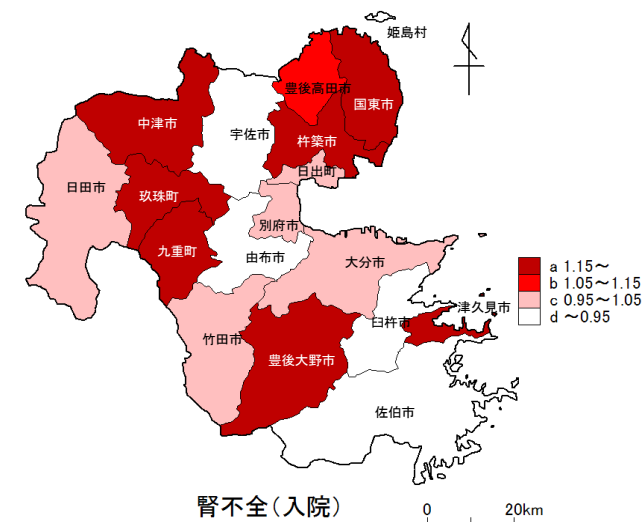 姫島村
豊後高田市
国東市
中津市
宇佐市
杵築市
日出町
日田市
玖珠町
別府市
九重町
由布市
大分市
a 1.15~
b 1.05~1.15
c 0.95~1.05
d ~0.95
津久見市
臼杵市
竹田市
豊後大野市
佐伯市
腎不全(入院)
0 20km